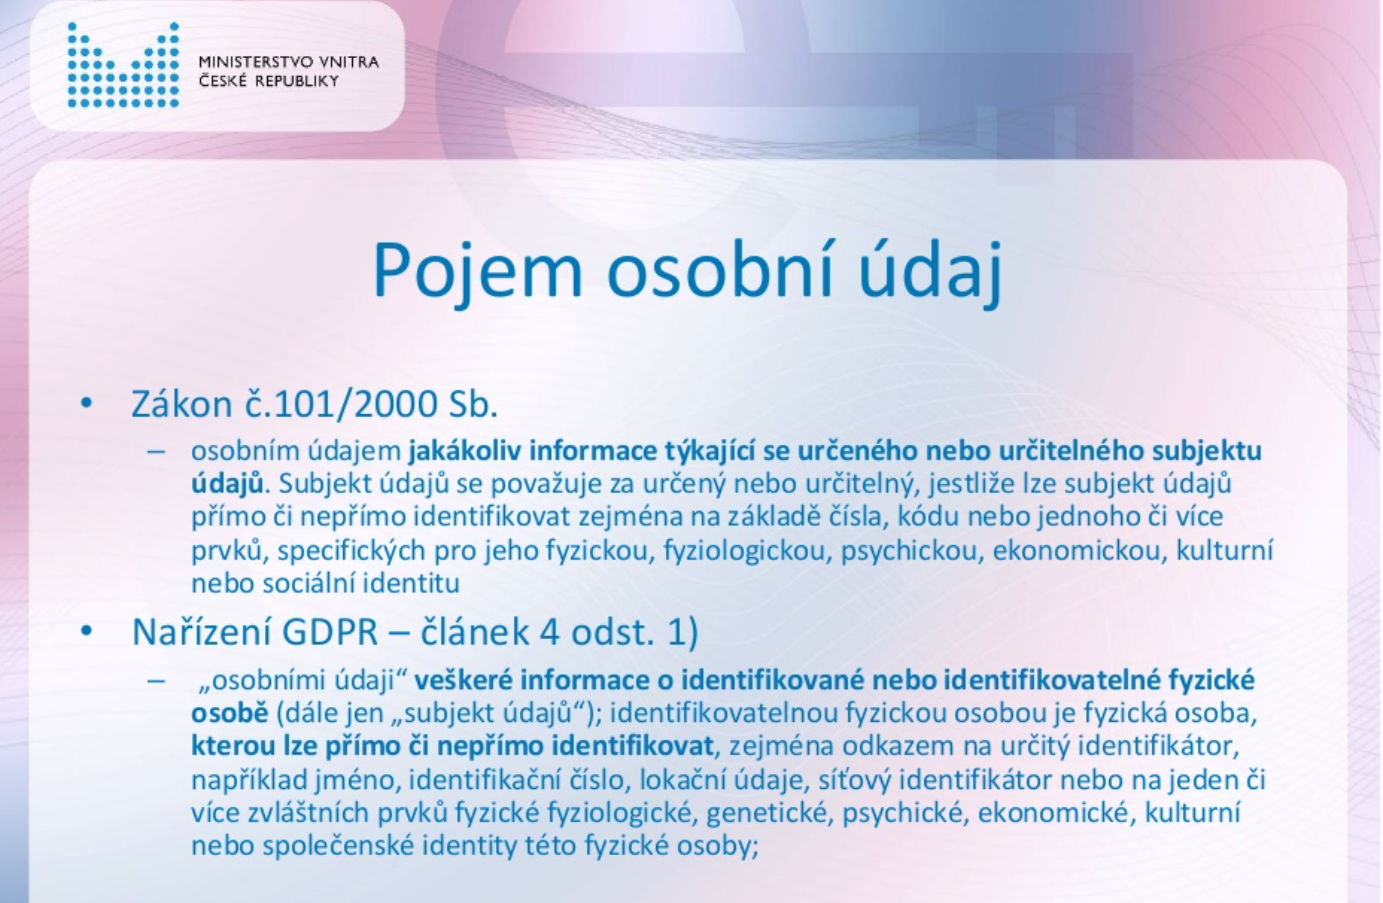 MINISTERSTVO VNITRA
ČESKÉ REPUBLIKY
Pojem osobní údaj
• Zákon č.101/2000 Sb.
– osobním údajem jakákoliv informace týkající se určeného nebo určitelného subjektu
údajů. Subjekt údajů se považuje za určený nebo určitelný, jestliže lze subjekt údajů
přímo či nepřímo identifikovat zejména na základě čísla, kódu nebo jednoho či více
prvků, specifických pro jeho fyzickou, fyziologickou, psychickou, ekonomickou, kulturní
nebo sociální identitu
• Nařízení GDPR – článek 4 odst. 1)
– „osobními údaji“ veškeré informace o identifikované nebo identifikovatelné fyzické
osobě (dále jen „subjekt údajů“); identifikovatelnou fyzickou osobou je fyzická osoba,
kterou lze přímo či nepřímo identifikovat, zejména odkazem na určitý identifikátor,
například jméno, identifikační číslo, lokační údaje, síťový identifikátor nebo na jeden či
více zvláštních prvků fyzické fyziologické, genetické, psychické, ekonomické, kulturní
nebo společenské identity této fyzické osoby;